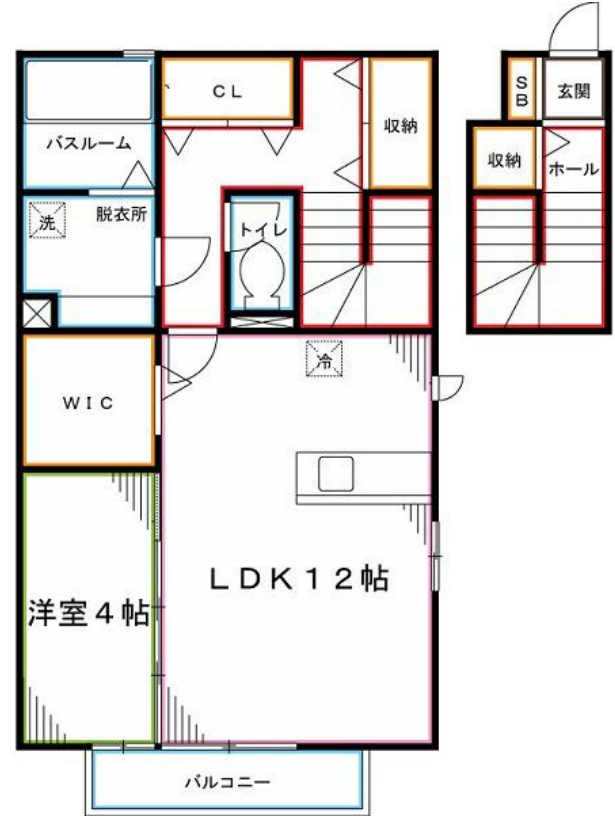 CL
収納
SB
玄関
バスルーム
収納
ホール
洗
脱衣所
トイレ
冷
WIC
LDK12帖
洋室4帖
バルコニー